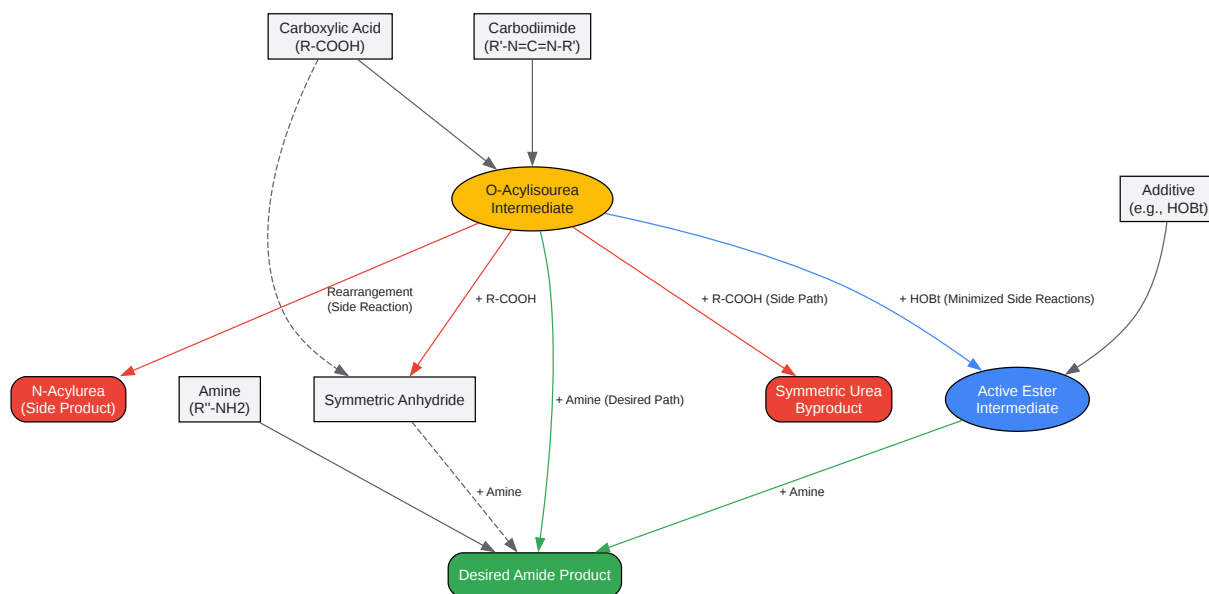 Carboxylic Acid
(R-COOH)
Carbodiimide
(R'-N=C=N-R')
O-Acylisourea
Intermediate
Additive
(e.g., HOBt)
Rearrangement
(Side Reaction)
+ R-COOH
+ R-COOH (Side Path)
+ HOBt (Minimized Side Reactions)
N-Acylurea
(Side Product)
Amine
(R''-NH2)
Symmetric Anhydride
+ Amine (Desired Path)
Symmetric Urea
Byproduct
Active Ester
Intermediate
+ Amine
+ Amine
Desired Amide Product